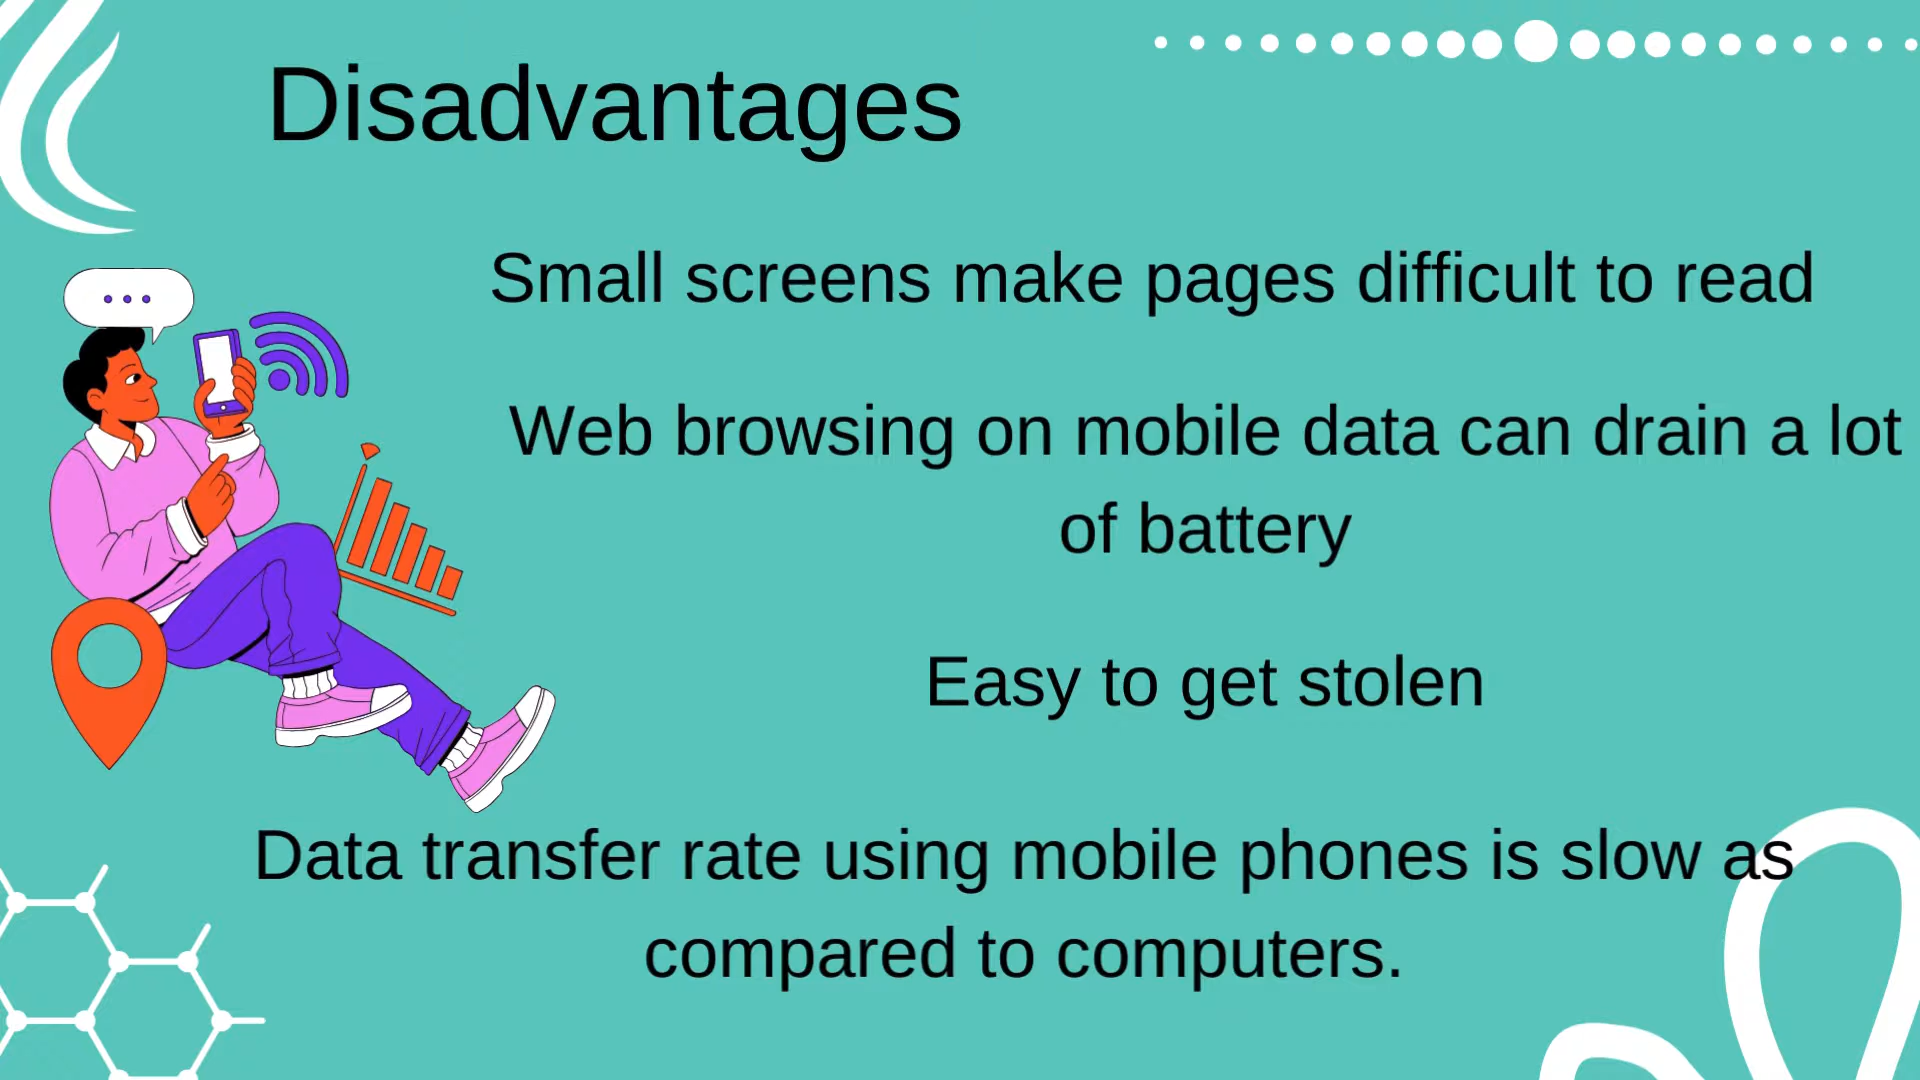 Disadvantages
Small screens make pages difficult to read
Web browsing on mobile data can drain a lot
of battery
Easy to get stolen
Data transfer rate using mobile phones is slow as
compared to computers.